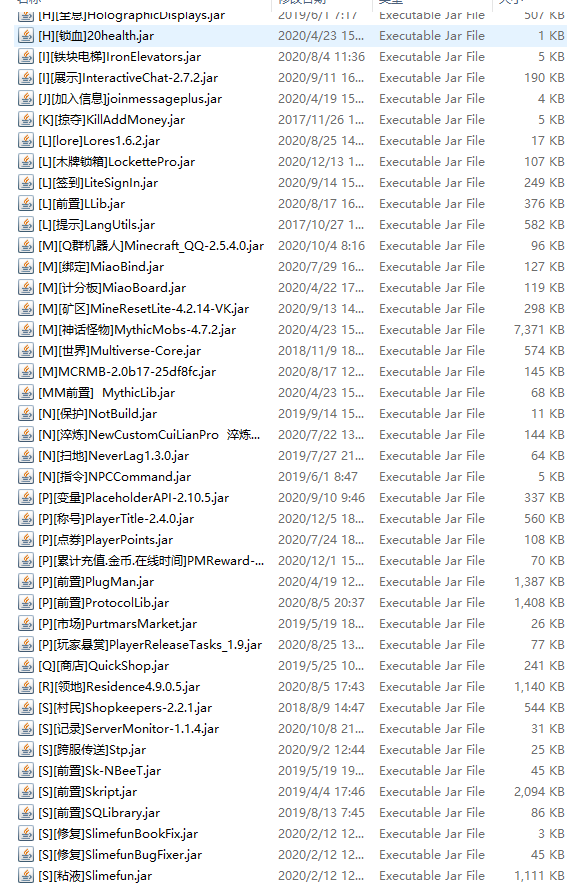 [H][全息]HolographicDisplays.jar 2019/6/1 7:17 Executable Jar File 507 KB
[H][锁血]20health.jar 2020/4/23 15... Executable Jar File 1 KB
[I][铁块电梯]IronElevators.jar 2020/8/4 11:36 Executable Jar File 5 KB
[I][展示]InteractiveChat-2.7.2.jar 2020/9/11 16... Executable Jar File 190 KB
[J][加入信息]joinmessageplus.jar 2020/4/19 15... Executable Jar File 4 KB
[K][掠夺]KillAddMoney.jar 2017/11/26 1... Executable Jar File 5 KB
[L][lore]Lores1.6.2.jar 2020/8/25 14... Executable Jar File 17 KB
[L][木牌锁箱]LockettePro.jar 2020/12/13 1... Executable Jar File 107 KB
[L][签到]LiteSignIn.jar 2020/9/14 15... Executable Jar File 249 KB
[L][前置]LLib.jar 2020/8/17 16... Executable Jar File 376 KB
[L][提示]LangUtils.jar 2017/10/27 1... Executable Jar File 582 KB
[M][Q群机器人]Minecraft_QQ-2.5.4.0.jar 2020/10/4 8:16 Executable Jar File 96 KB
[M][绑定]MiaoBind.jar 2020/7/29 16... Executable Jar File 127 KB
[M][计分板]MiaoBoard.jar 2020/4/22 17... Executable Jar File 119 KB
[M][矿区]MineResetLite-4.2.14-VK.jar 2020/9/13 14... Executable Jar File 298 KB
[M][神话怪物]MythicMobs-4.7.2.jar 2020/4/23 15... Executable Jar File 7,371 KB
[M][世界]Multiverse-Core.jar 2018/11/9 18... Executable Jar File 574 KB
[M]MCRMB-2.0b17-25df8fc.jar 2020/8/17 12... Executable Jar File 145 KB
[MM前置] MythicLib.jar 2020/4/23 15... Executable Jar File 68 KB
[N][保护]NotBuild.jar 2019/9/14 15... Executable Jar File 11 KB
[N][淬炼]NewCustomCuiLianPro 淬炼... 2020/7/22 13... Executable Jar File 144 KB
[N][扫地]NeverLag1.3.0.jar 2019/7/27 21... Executable Jar File 64 KB
[N][指令]NPCCommand.jar 2019/6/1 8:47 Executable Jar File 5 KB
[P][变量]PlaceholderAPI-2.10.5.jar 2020/9/10 9:46 Executable Jar File 337 KB
[P][称号]PlayerTitle-2.4.0.jar 2020/12/5 18... Executable Jar File 560 KB
[P][点券]PlayerPoints.jar 2020/7/24 18... Executable Jar File 108 KB
[P][累计充值.金币.在线时间]PMReward-... 2020/12/1 15... Executable Jar File 70 KB
[P][前置]PlugMan.jar 2020/4/19 12... Executable Jar File 1,387 KB
[P][前置]ProtocolLib.jar 2020/8/5 20:37 Executable Jar File 1,408 KB
[P][市场]PurtmarsMarket.jar 2019/5/19 18... Executable Jar File 26 KB
[P][玩家悬赏]PlayerReleaseTasks_1.9.jar 2020/8/25 13... Executable Jar File 77 KB
[Q][商店]QuickShop.jar 2019/5/25 10... Executable Jar File 241 KB
[R][领地]Residence4.9.0.5.jar 2020/8/5 17:43 Executable Jar File 1,140 KB
[S][村民]Shopkeepers-2.2.1.jar 2018/8/9 14:47 Executable Jar File 544 KB
[S][记录]ServerMonitor-1.1.4.jar 2020/10/8 21... Executable Jar File 31 KB
[S][跨服传送]Stp.jar 2020/9/2 12:44 Executable Jar File 25 KB
[S][前置]Sk-NBeeT.jar 2019/5/19 19... Executable Jar File 45 KB
[S][前置]Skript.jar 2019/4/4 17:46 Executable Jar File 2,094 KB
[S][前置]SQLibrary.jar 2019/8/13 7:45 Executable Jar File 86 KB
[S][修复]SlimefunBookFix.jar 2020/2/12 12... Executable Jar File 3 KB
[S][修复]SlimefunBugFixer.jar 2020/2/12 12... Executable Jar File 45 KB
[S][粘液]Slimefun.jar 2020/2/12 12... Executable Jar File 1,111 KB